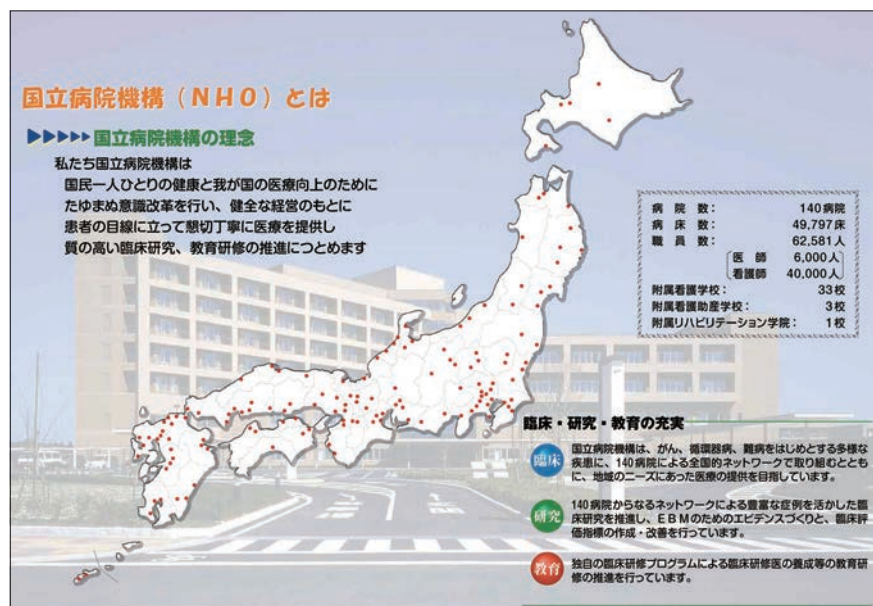 国立病院機構（NHO）とは
国立病院機構の理念
私たち国立病院機構は
国民一人ひとりの健康と我が国の医療向上のために
たゆまぬ意識改革を行い、健全な経営のもとに
患者の目線に立って懇切丁寧に医療を提供し
質の高い臨床研究、教育研修の推進につとめます
病院数： 140病院
病床数： 49,797床
職員数： 62,581人
医師 6,000人
看護師 40,000人
附属看護学校： 33校
附属看護助産学校： 3校
附属リハビリテーション学院： 1校
臨床・研究・教育の充実
臨床
国立病院機構は、がん、循環器病、難病をはじめとする多様な
疾患に、140病院による全国的ネットワークで取り組むととも
に、地域のニーズにあった医療の提供を目指しています。
研究
140病院からなるネットワークによる豊富な症例を活かした臨
床研究を推進し、EBMのためのエビデンスづくりと、臨床評
価指標の作成・改善を行っています。
教育
独自の臨床研修プログラムによる臨床研修医の養成等の教育研
修の推進を行っています。